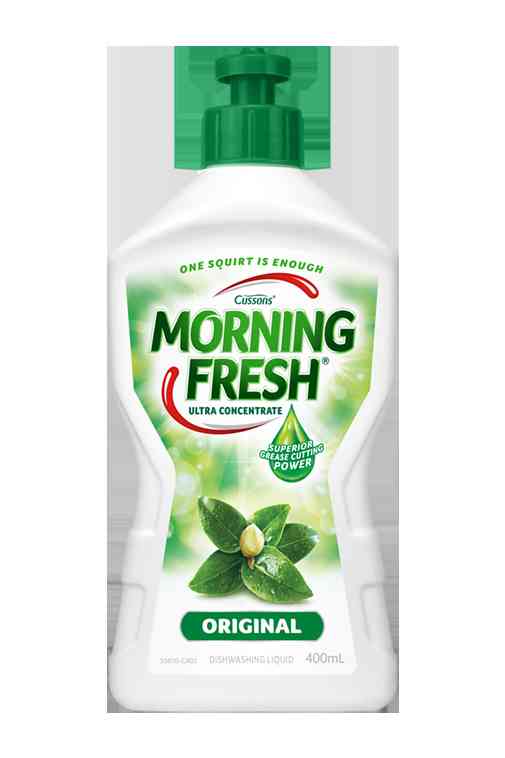 ONE SQUIRT IS ENOUGH
Cussons®
MORNING
FRESH®
ULTRA CONCENTRATE
SUPERIOR
GREASE CUTTING
POWER
ORIGINAL
DISHWASHING LIQUID 400mL